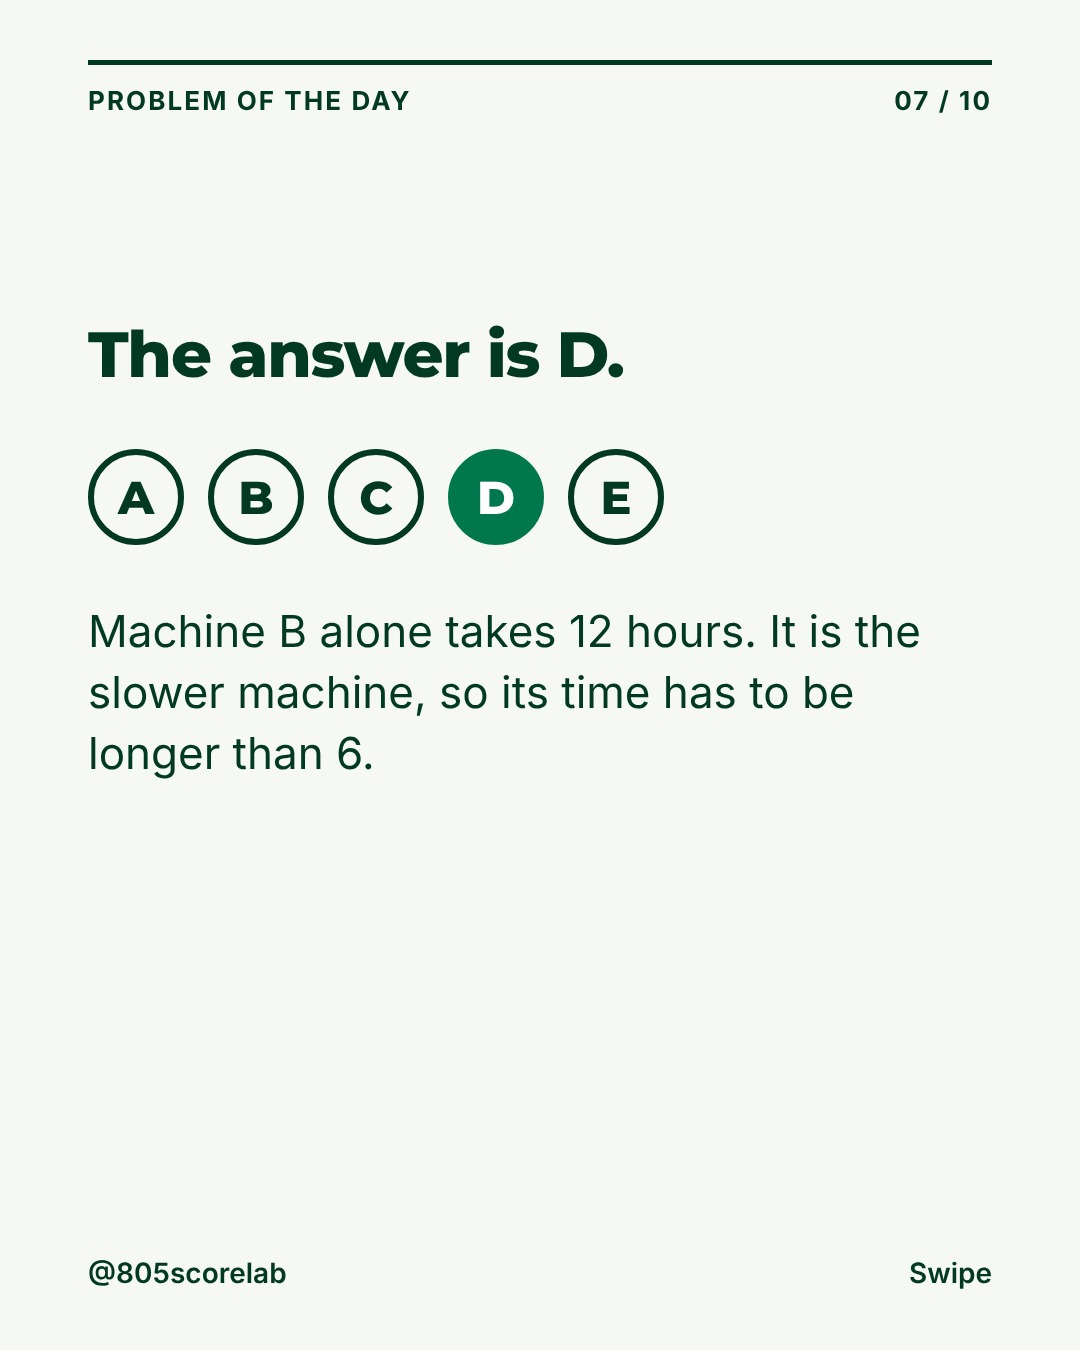 PROBLEM OF THE DAY
07 / 10
The answer is D.
A B C D E
Machine B alone takes 12 hours. It is the
slower machine, so its time has to be
longer than 6.
@805scorelab
Swipe